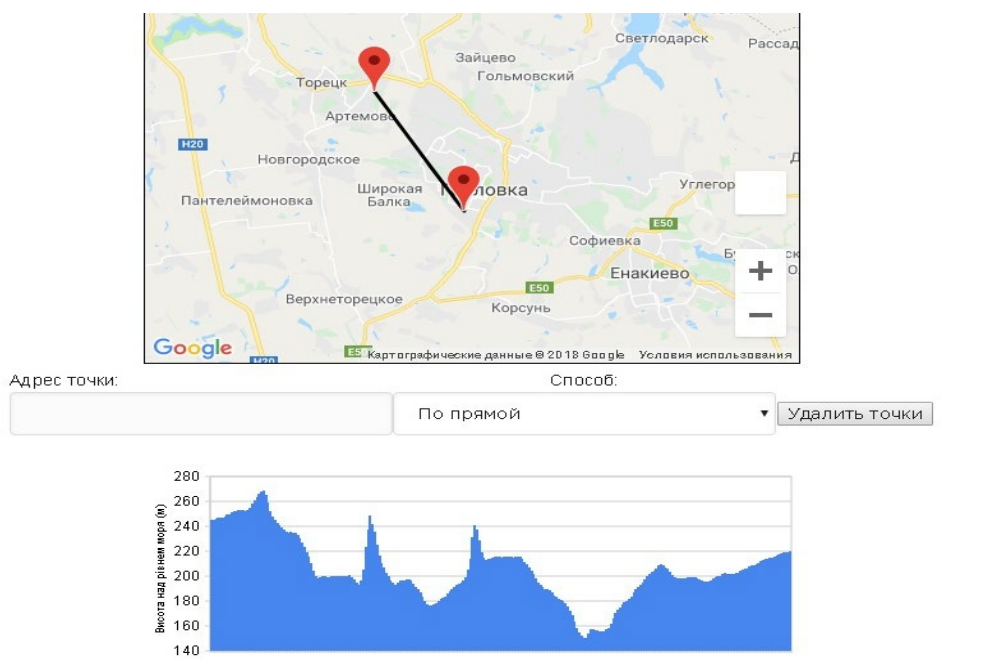 Светлодарск
Рассад
Зайцево
Гольмовский
Торецк
Артемово
H20
Новгородское
Широкая
Балка
ловка
Углегор
Пантелеймоновка
E50
Софиевка
Енакиево
+
E50
Верхнеторецкое
Корсунь
−
Google
H20
Картографические данные © 2018 Google Условия использования
Адрес точки:
Способ:
По прямой
Удалить точки
280
260
240
220
200
180
160
140
Висота над рівнем моря (м)